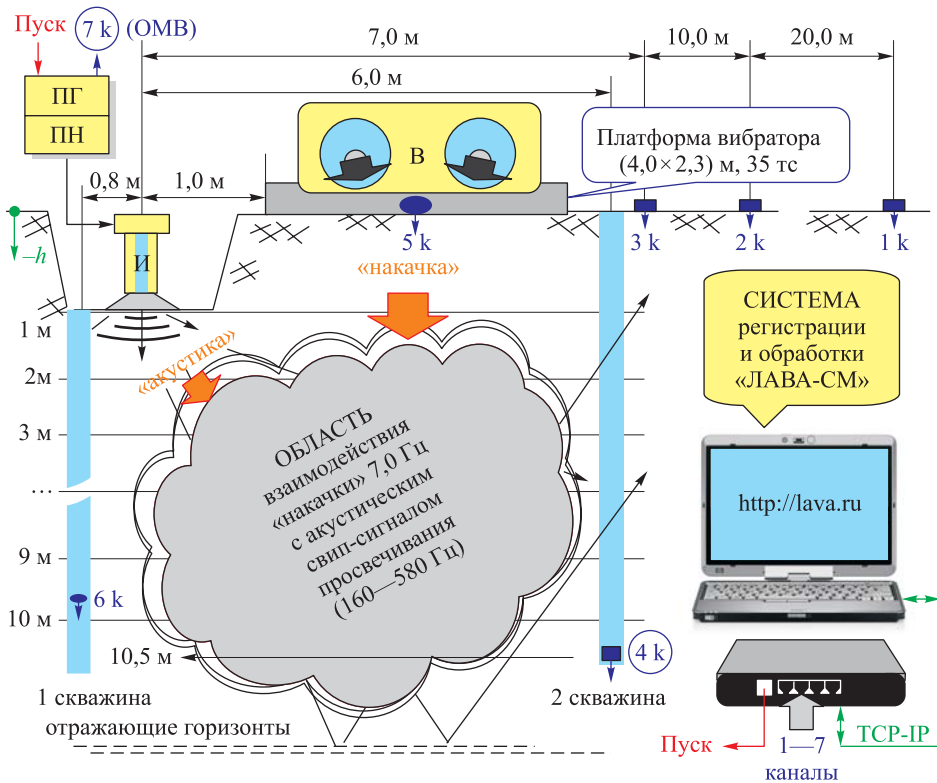 Пуск
7 k
(ОМВ)
7,0 м
10,0 м
20,0 м
6,0 м
ПГ
ПН
В
Платформа вибратора
(4,0×2,3) м, 35 тс
0,8 м
1,0 м
–h
И
5 k
3 k
2 k
1 k
«накачка»
1 м
«акустика»
2м
3 м
...
9 м
10 м
6 k
ОБЛАСТЬ
взаимодействия
«накачки» 7,0 Гц
с акустическим
свип-сигналом
просвечивания
(160—580 Гц)
СИСТЕМА
регистрации
и обработки
«ЛАВА-СМ»
http://lava.ru
10,5 м
4 k
1 скважина
2 скважина
отражающие горизонты
Пуск
1—7
каналы
TCP-IP